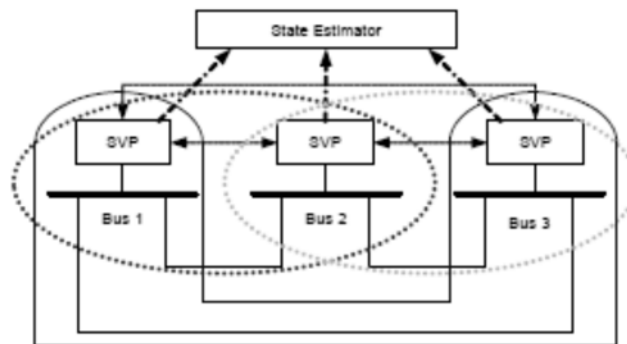 State Estimator
SVP
SVP
SVP
Bus 1
Bus 2
Bus 3